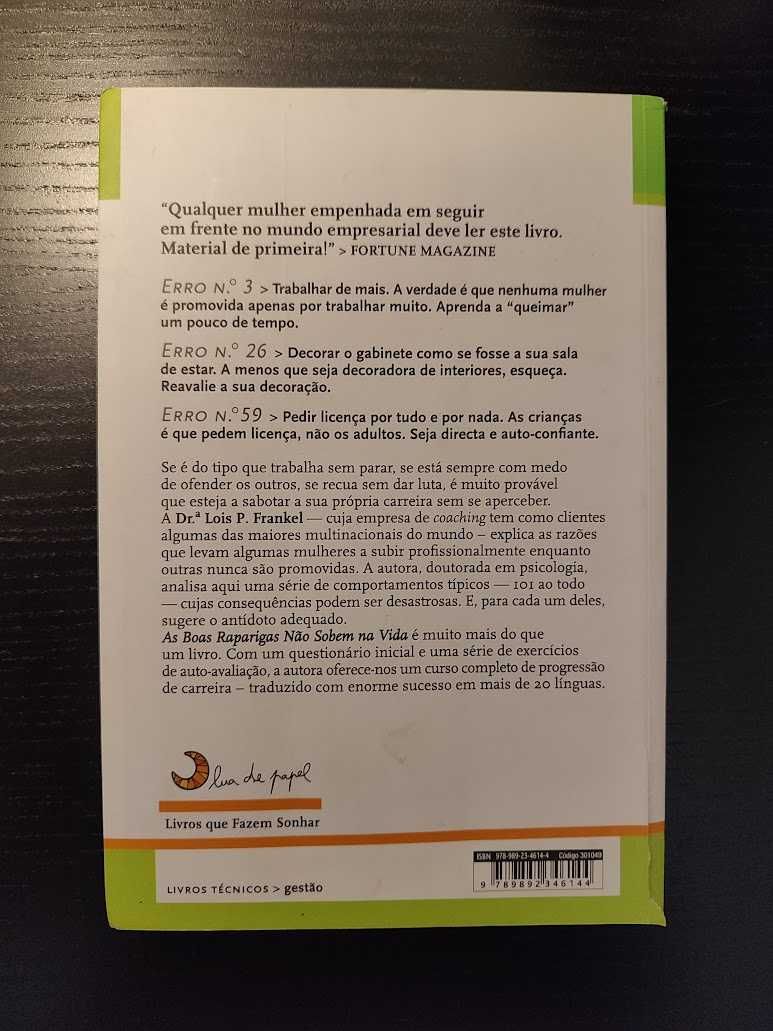 “Qualquer mulher empenhada em seguir
em frente no mundo empresarial deve ler este livro.
Material de primeira!” > FORTUNE MAGAZINE
ERRO N.º 3 > Trabalhar de mais. A verdade é que nenhuma mulher
é promovida apenas por trabalhar muito. Aprenda a “queimar”
um pouco de tempo.
ERRO N.º 26 > Decorar o gabinete como se fosse a sua sala
de estar. A menos que seja decoradora de interiores, esqueça.
Reavalie a sua decoração.
ERRO N.º 59 > Pedir licença por tudo e por nada. As crianças
é que pedem licença, não os adultos. Seja directa e auto-confiante.
Se é do tipo que trabalha sem parar, se está sempre com medo
de ofender os outros, se recua sem dar luta, é muito provável
que esteja a sabotar a sua própria carreira sem se aperceber.
A Dr.ª Lois P. Frankel — cuja empresa de coaching tem como clientes
algumas das maiores multinacionais do mundo – explica as razões
que levam algumas mulheres a subir profissionalmente enquanto
outras nunca são promovidas. A autora, doutorada em psicologia,
analisa aqui uma série de comportamentos típicos — 101 ao todo
— cujas consequências podem ser desastrosas. E, para cada um deles,
sugere o antídoto adequado.
As Boas Raparigas Não Sobem na Vida é muito mais do que
um livro. Com um questionário inicial e uma série de exercícios
de auto-avaliação, a autora oferece-nos um curso completo de progressão
de carreira – traduzido com enorme sucesso em mais de 20 línguas.
lua de papel
Livros que Fazem Sonhar
LIVROS TÉCNICOS > gestão
ISBN 978-989-23-4614-4 Código 301049
9 789892 346144